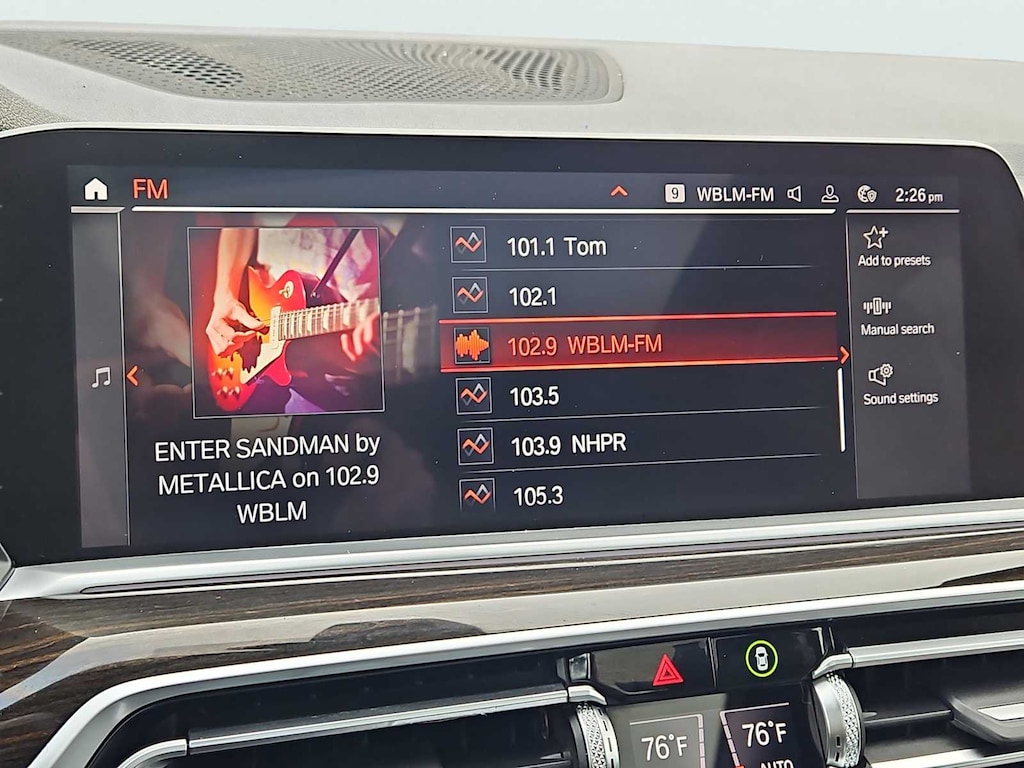 FM
9 WBLM-FM 2:26 pm
101.1 Tom
102.1
102.9 WBLM-FM
103.5
103.9 NHPR
105.3
ENTER SANDMAN by
METALLICA on 102.9
WBLM
Add to presets
Manual search
Sound settings
76°F
76°F
AUTO